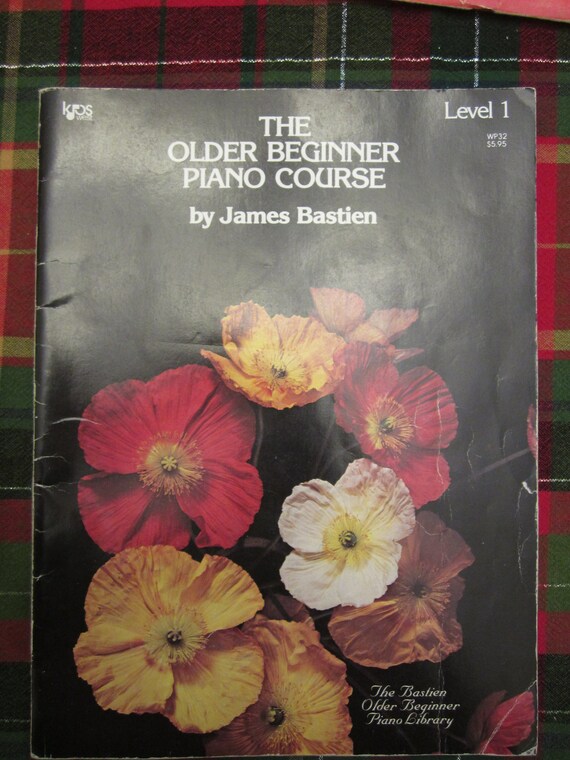 kjos
WEST
Level 1
WP32
$5.95
THE
OLDER BEGINNER
PIANO COURSE
by James Bastien
The Bastien
Older Beginner
Piano Library